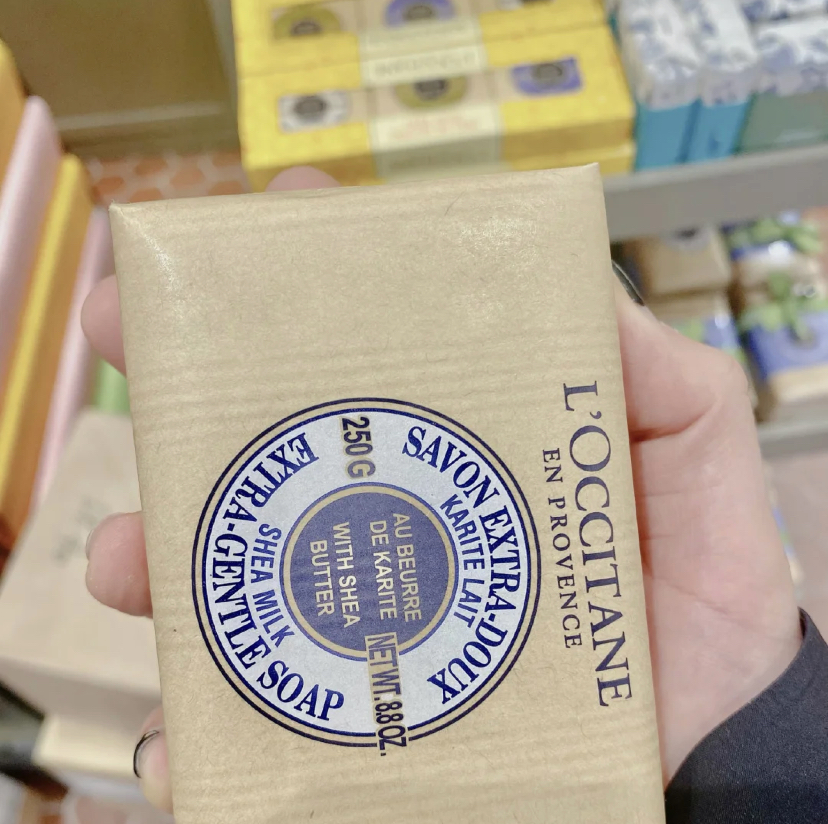 L'OCCITANE
EN PROVENCE
SAVON EXTRA-DOUX
KARITE LAIT
250 G
AU BEURRE
DE KARITE
WITH SHEA
BUTTER
NET WT. 8.8 OZ.
SHEA MILK
EXTRA-GENTLE SOAP